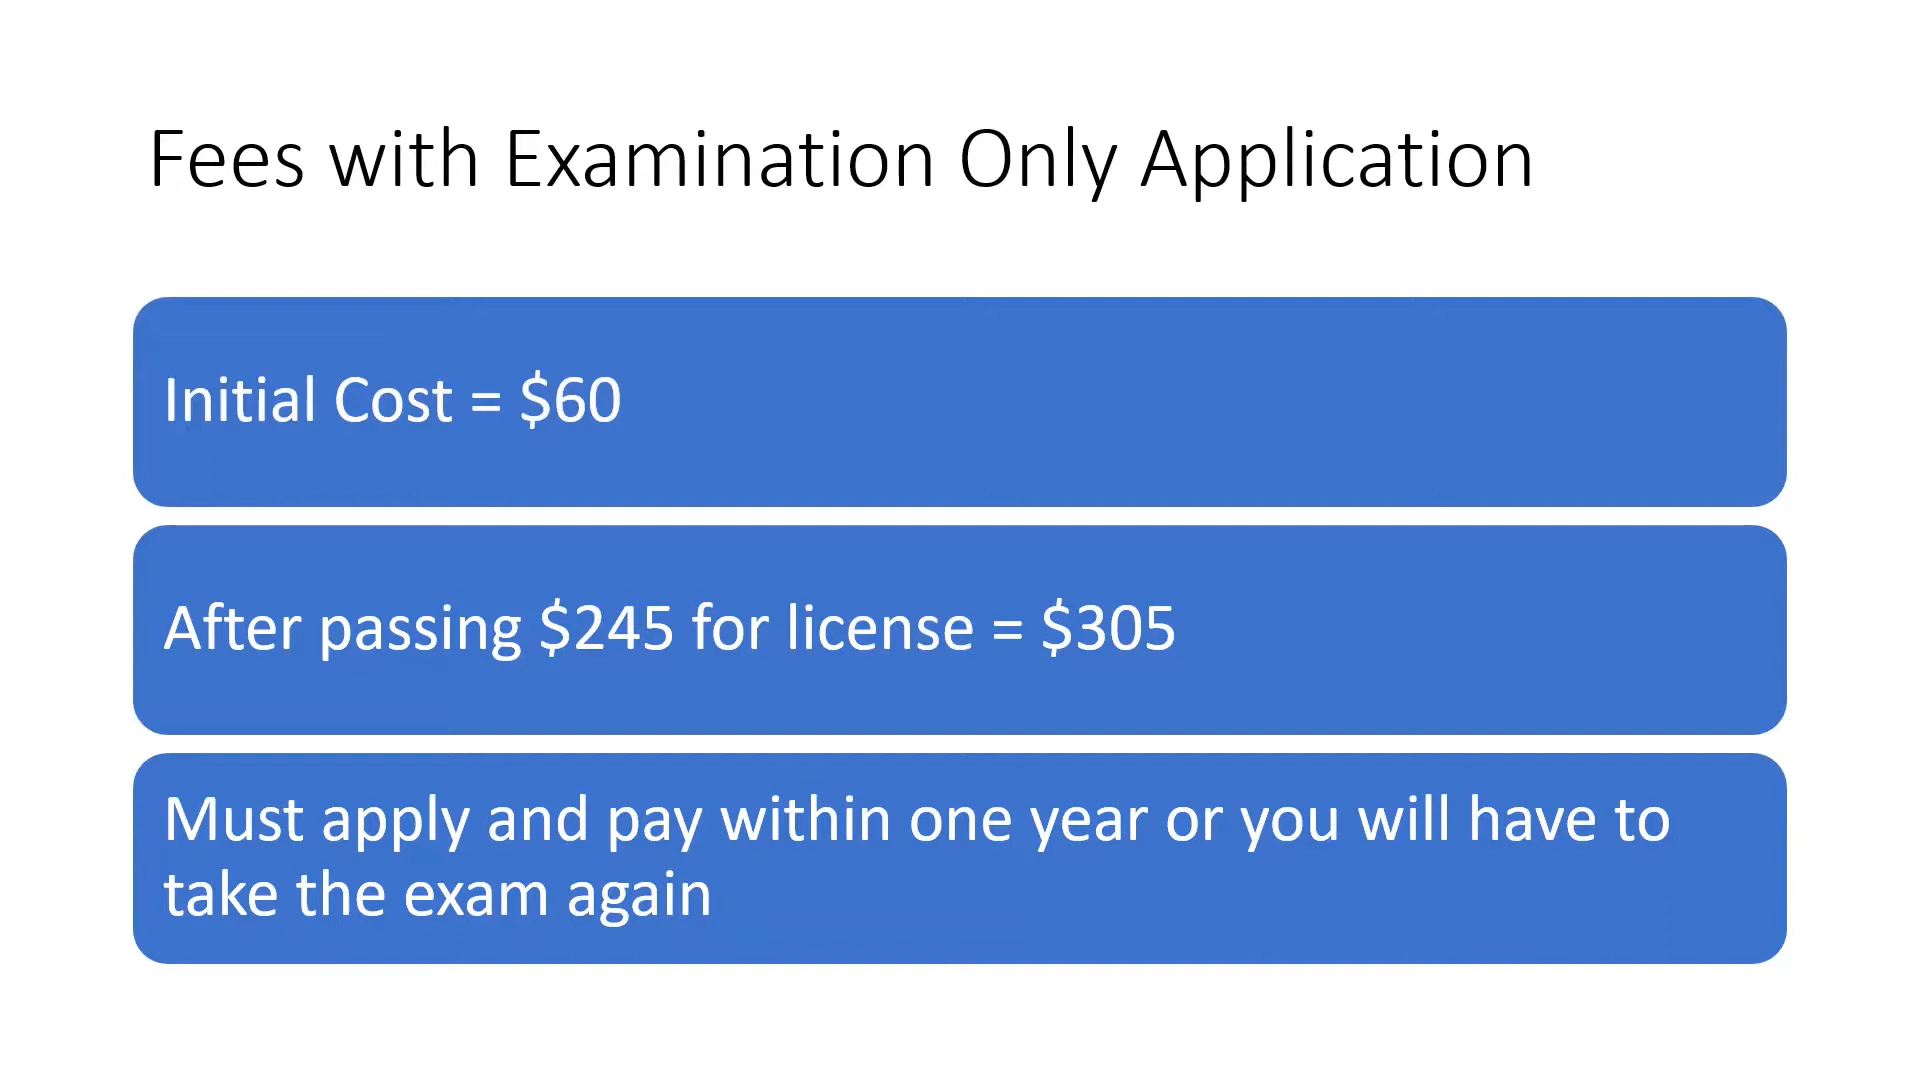 Fees with Examination Only Application
Initial Cost = $60
After passing $245 for license = $305
Must apply and pay within one year or you will have to
take the exam again